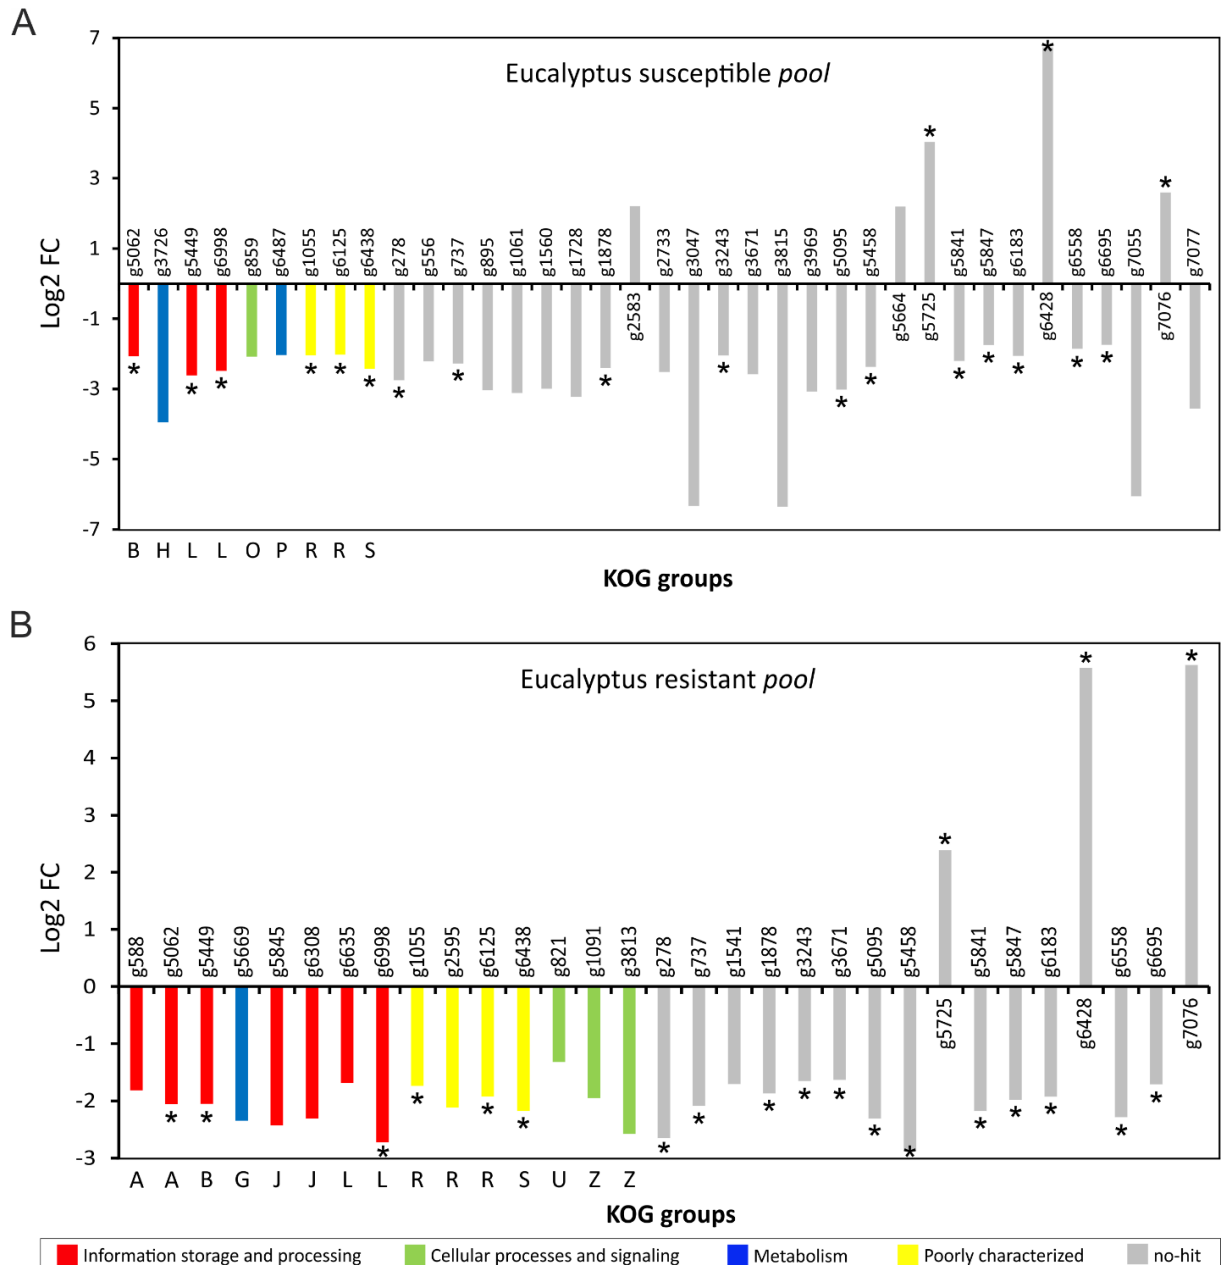 A
Eucalyptus susceptible pool
Log2 FC
7
5
3
1
-1
-3
-5
-7
g5062 g3726 g5449 g6998 g859 g6487 g1055 g6125 g6438 g278 g556 g737 g895 g1061 g1560 g1728 g1878 g2583 g2733 g3047 g3243 g3671 g3815 g3969 g5095 g5458 g5664 g5725 g5841 g5847 g6183 g6428 g6558 g6695 g7055 g7076 g7077
* * * * * * * * * * * * * * * * * * * * *
B H L L O P R R S
KOG groups
B
Eucalyptus resistant pool
Log2 FC
6
5
4
3
2
1
0
-1
-2
-3
g588 g5062 g5449 g5669 g5845 g6308 g6635 g6998 g1055 g2595 g6125 g6438 g821 g1091 g3813 g278 g737 g1541 g1878 g3243 g3671 g5095 g5458 g5725 g5841 g5847 g6183 g6428 g6558 g6695 g7076
* * * * * * * * * * * * * * * * * * * * *
A A B G J J L L R R R S U Z Z
KOG groups
Information storage and processing Cellular processes and signaling Metabolism Poorly characterized no-hit